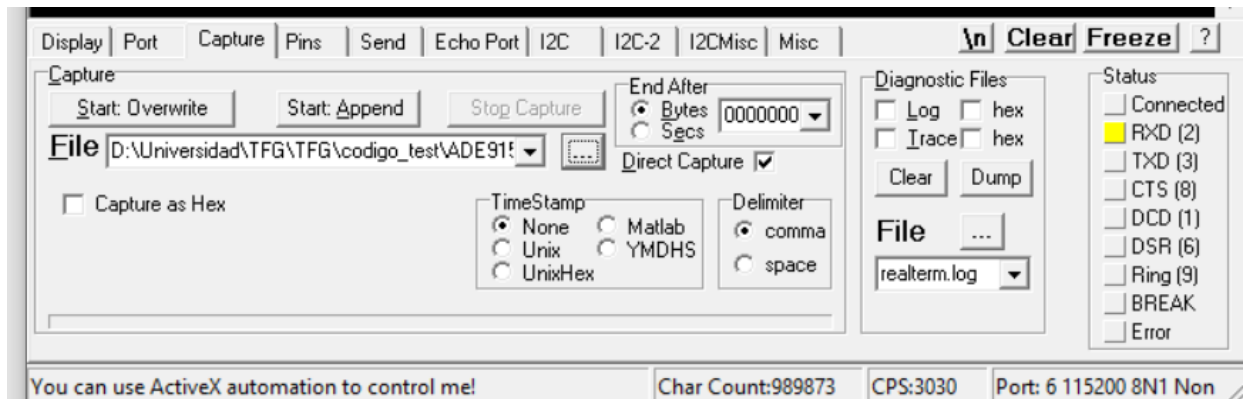 Display Port Capture Pins Send Echo Port I2C I2C-2 I2CMisc Misc \n Clear Freeze ?
Capture
Start: Overwrite Start: Append Stop Capture
End After
Bytes
Secs
0000000
File D:\Universidad\TFG\TFG\codigo_test\ADE915 ...
Direct Capture
Capture as Hex
TimeStamp
None Matlab
Unix YMDHS
UnixHex
Delimiter
comma
space
Diagnostic Files
Log hex
Trace hex
Clear Dump
File ...
realterm.log
Status
Connected
RXD (2)
TXD (3)
CTS (8)
DCD (1)
DSR (6)
Ring (9)
BREAK
Error
You can use ActiveX automation to control me! Char Count:989873 CPS:3030 Port: 6 115200 8N1 Non